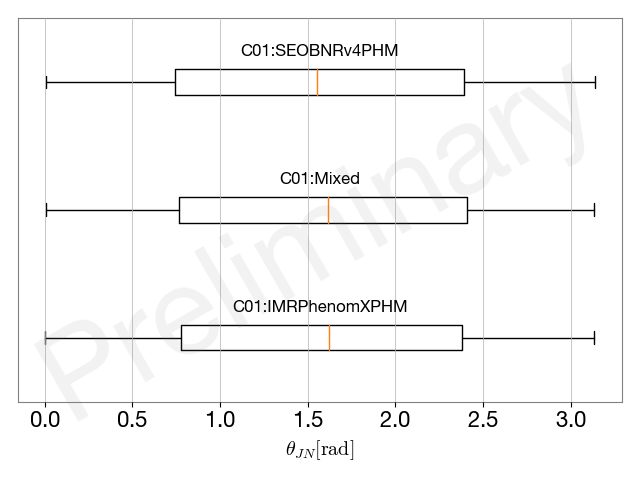 C01:SEOBNRv4PHM
C01:Mixed
C01:IMRPhenomXPHM
Preliminary
0.0 0.5 1.0 1.5 2.0 2.5 3.0
θ_JN[rad]